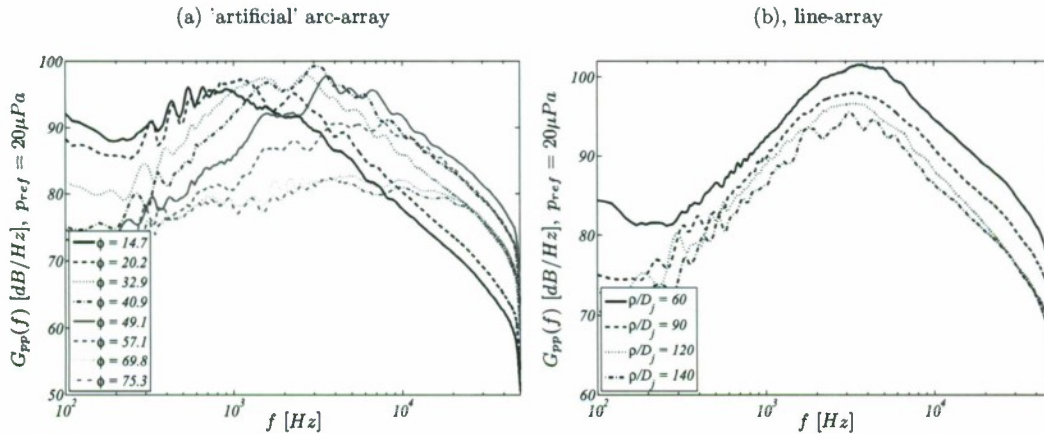 (a) 'artificial' arc-array
(b), line-array
G_pp(f) [dB/Hz], p_ref = 20μPa
100
90
80
70
60
50
ϕ = 14.7
ϕ = 20.2
ϕ = 32.9
ϕ = 40.9
ϕ = 49.1
ϕ = 57.1
ϕ = 69.8
ϕ = 75.3
10^2
10^3
10^4
f [Hz]
G_pp(f) [dB/Hz], p_ref = 20μPa
100
90
80
70
60
ρ/D_j = 60
ρ/D_j = 90
ρ/D_j = 120
ρ/D_j = 140
10^2
10^3
10^4
f [Hz]